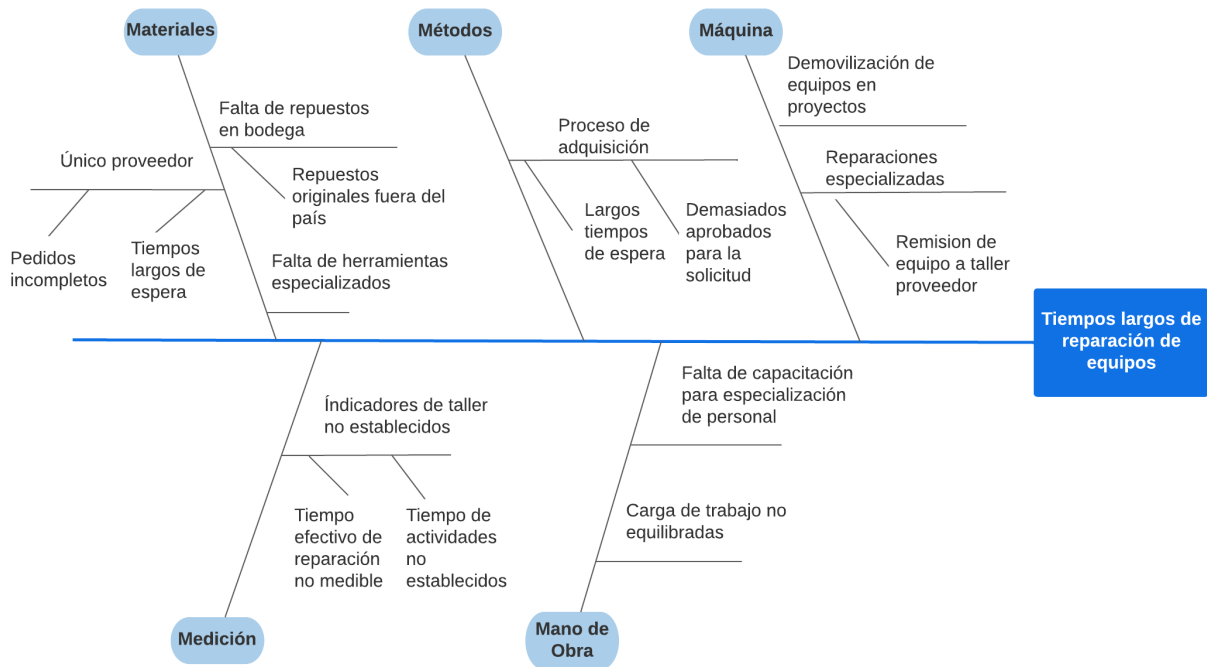 Materiales
Métodos
Máquina
Demovilización de
equipos en
proyectos
Falta de repuestos
en bodega
Proceso de
adquisición
Único proveedor
Reparaciones
especializadas
Repuestos
originales fuera del
país
Largos
tiempos
de espera
Demasiados
aprobados
para la
solicitud
Pedidos
incompletos
Tiempos
largos de
espera
Falta de herramientas
especializados
Remision de
equipo a taller
proveedor
Tiempos largos de
reparación de
equipos
Índicadores de taller
no establecidos
Falta de capacitación
para especialización
de personal
Tiempo
efectivo de
reparación
no medible
Tiempo de
actividades
no
establecidos
Carga de trabajo no
equilibradas
Medición
Mano de
Obra